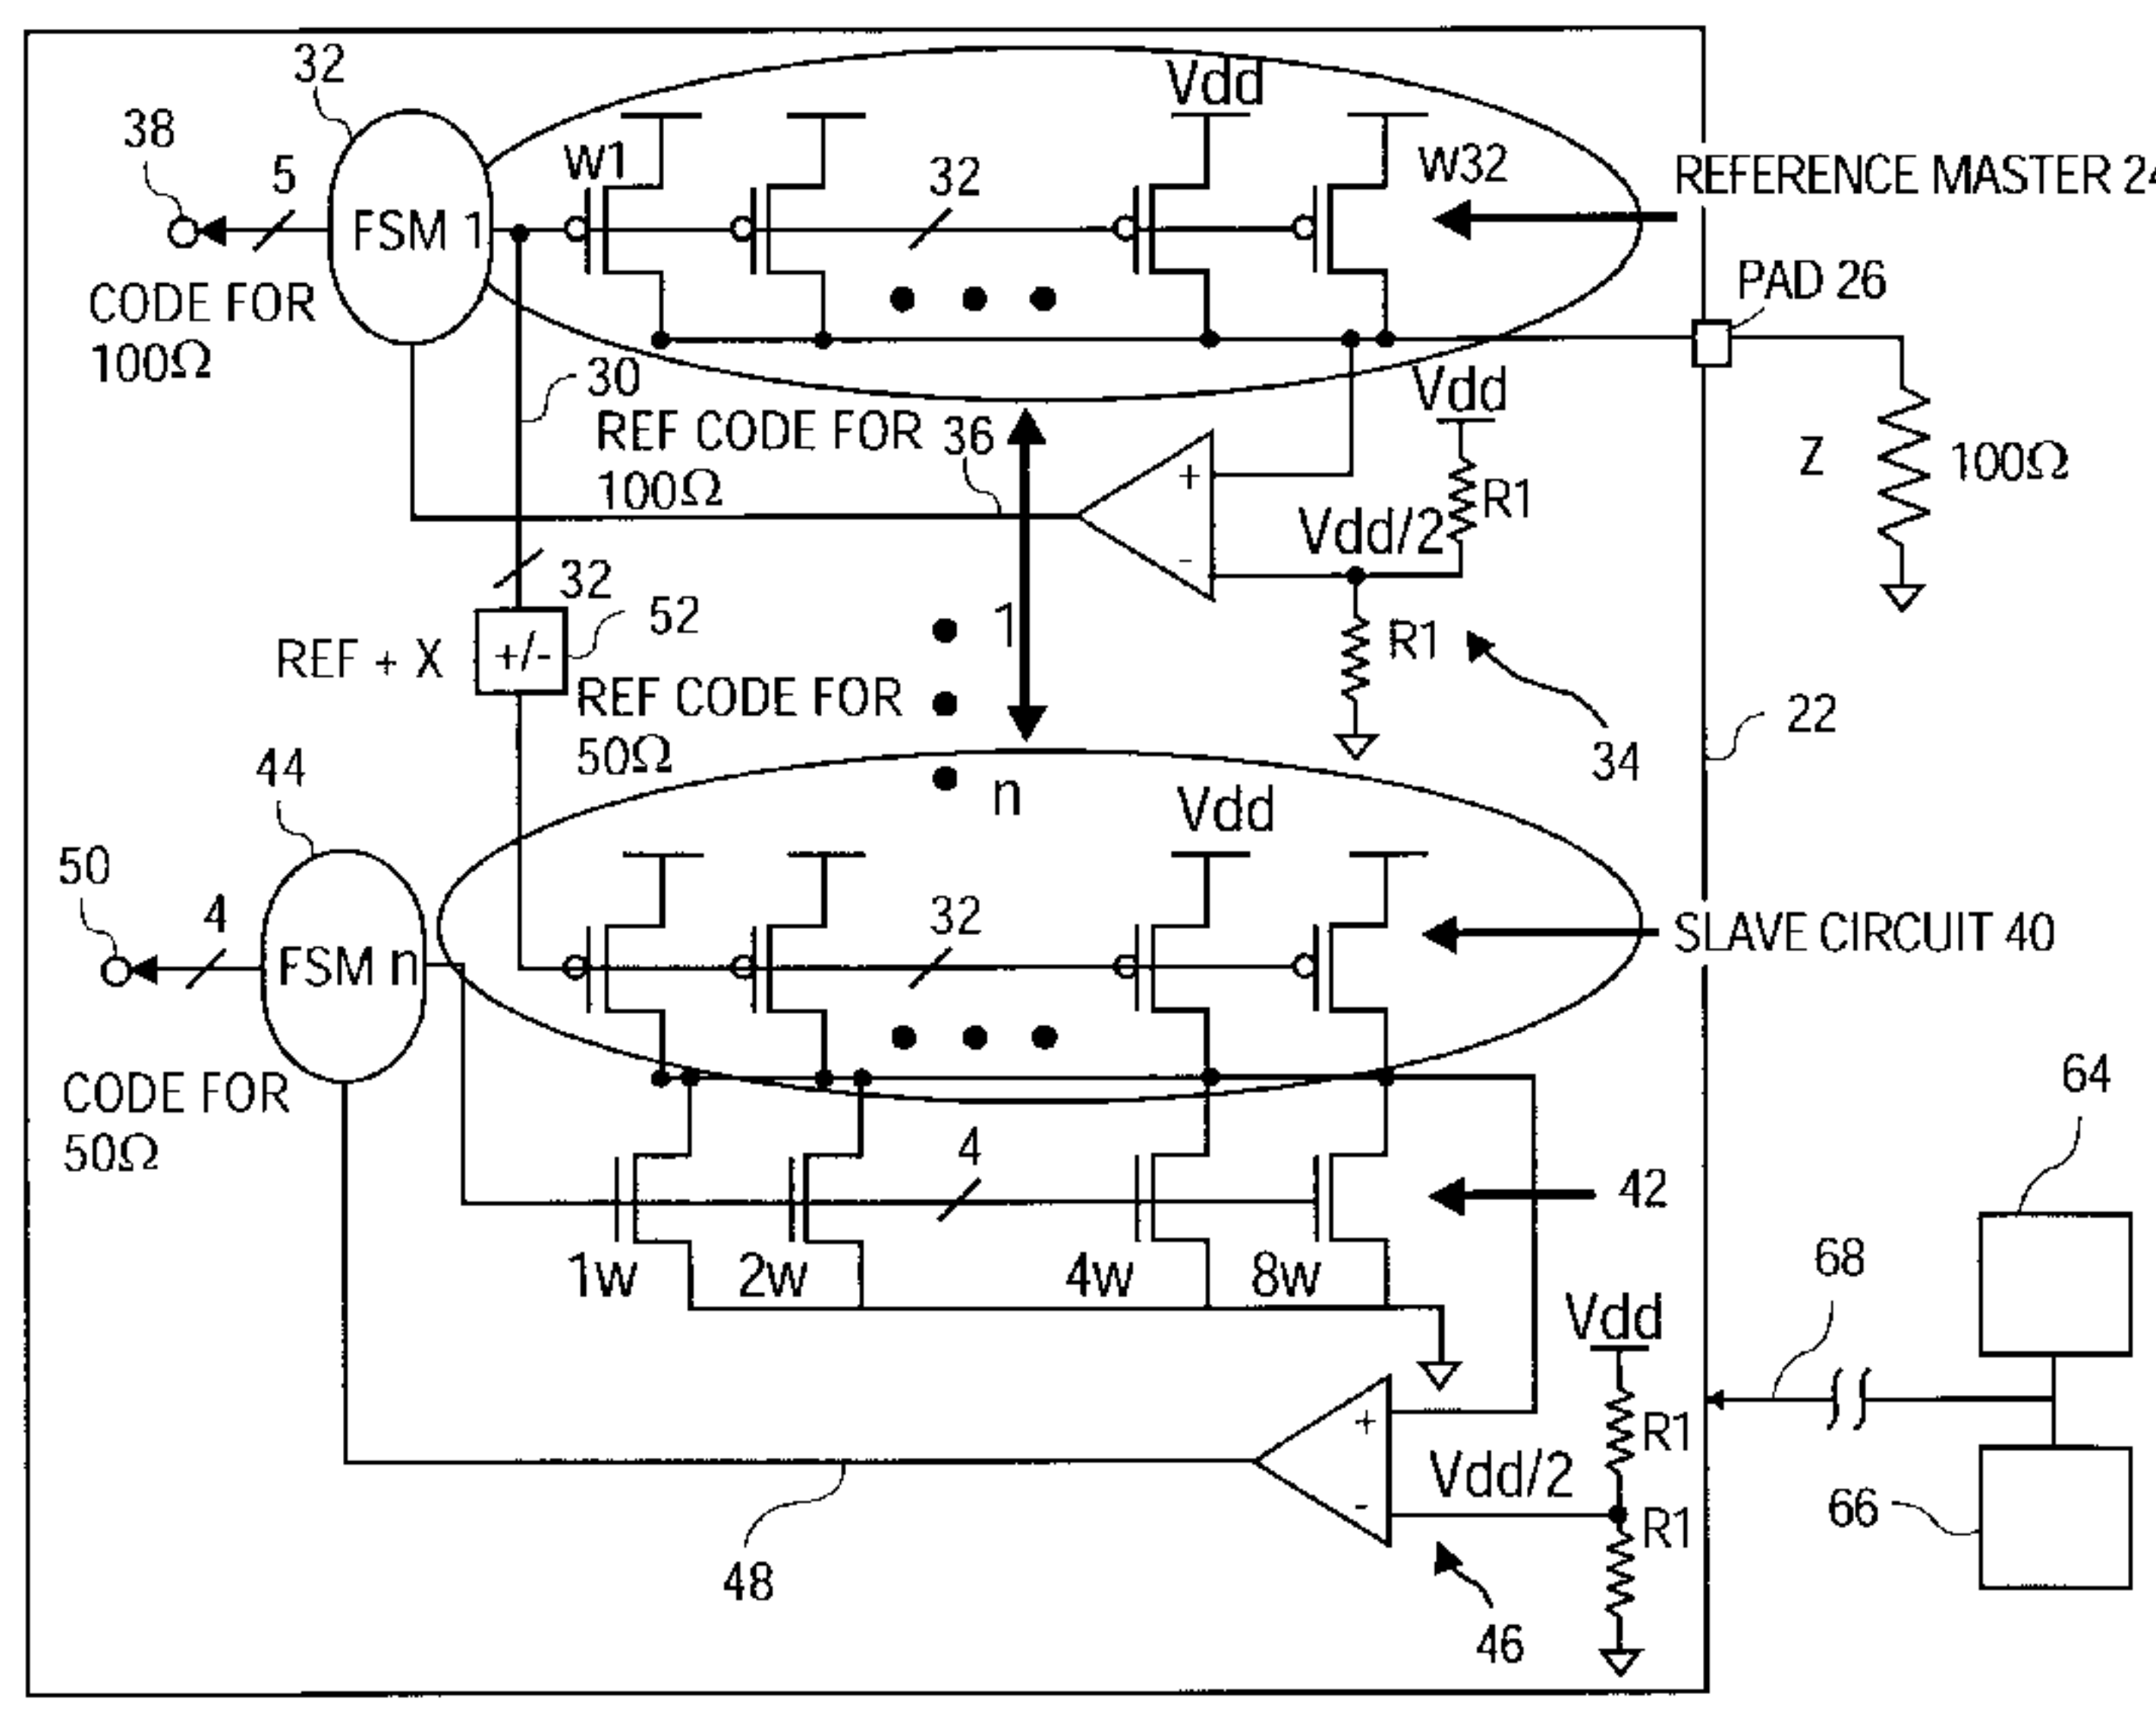 32
Vdd
38
5
W1
32
W32
REFERENCE MASTER 24
FSM 1
PAD 26
CODE FOR
100Ω
30
Vdd
REF CODE FOR
100Ω
36
+
R1
Z
100Ω
Vdd/2
-
32
1
R1
REF + X
+/-
52
REF CODE FOR
50Ω
22
34
44
n
Vdd
50
4
32
SLAVE CIRCUIT 40
FSM n
CODE FOR
50Ω
64
4
42
1w
2w
4w
8w
68
Vdd
+
R1
Vdd/2
-
R1
66
48
46